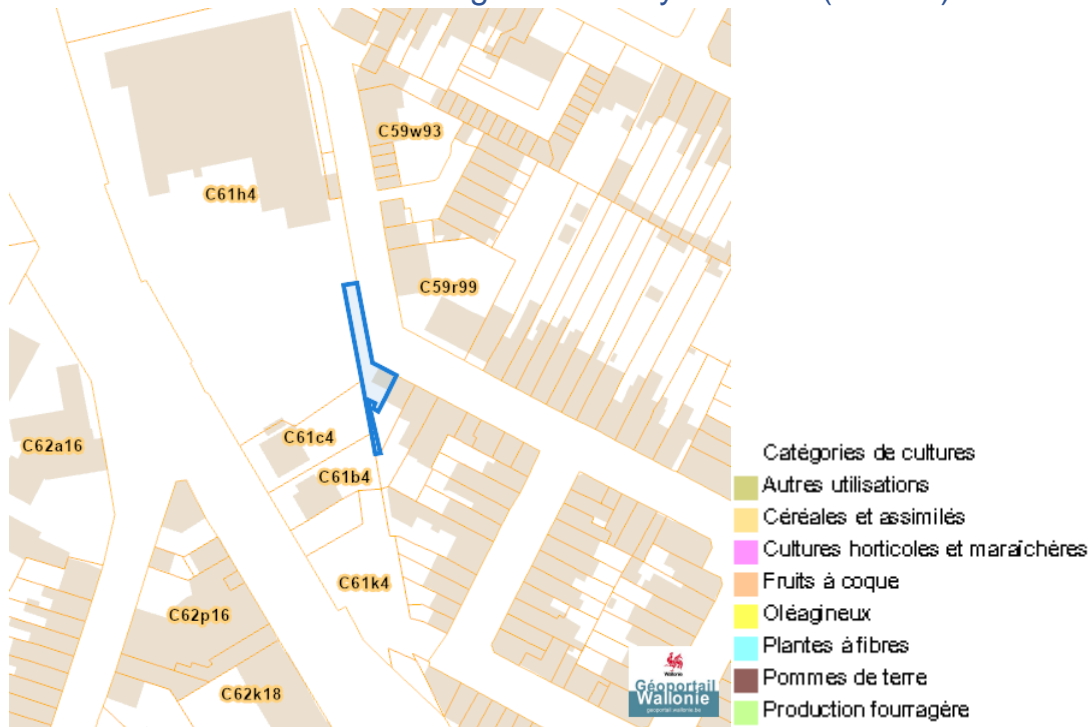 C59w93
C61h4
C59r99
C62a16
C61c4
C61b4
C61k4
C62p16
C62k18
Wallonie
Géoportail
Wallonie
geoportail.wallonie.be
Catégories de cultures
Autres utilisations
Céréales et assimilés
Cultures horticoles et maraîchères
Fruits à coque
Oléagineux
Plantes à fibres
Pommes de terre
Production fourragère